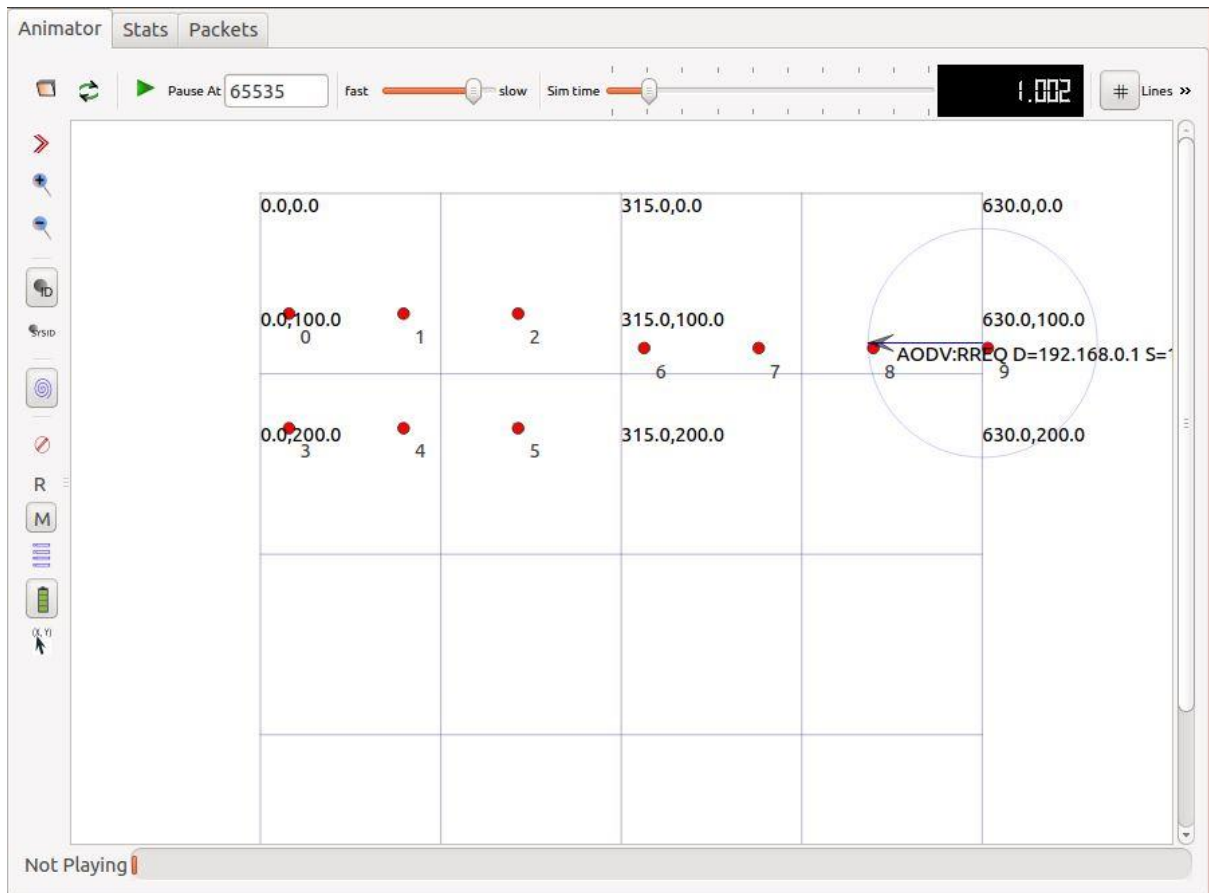 Animator Stats Packets
Pause At 65535 fast slow Sim time 1.002 # Lines »
ID
SYSID
R
M
(X, Y)
0.0,0.0 315.0,0.0 630.0,0.0
0.0,100.0 315.0,100.0 630.0,100.0
0 1 2
AODV:RREQ D=192.168.0.1 S=1
6 7 8 9
0.0,200.0 315.0,200.0 630.0,200.0
3 4 5
Not Playing